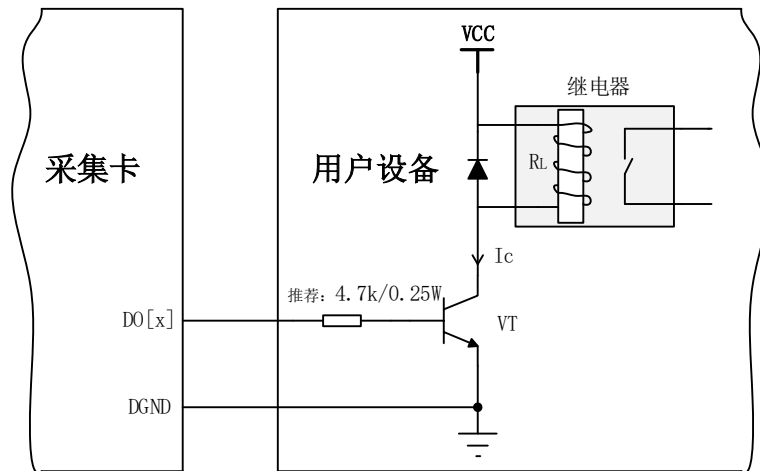 VCC
继电器
采集卡
用户设备
RL
Ic
推荐: 4.7k/0.25W
DO[x]
VT
DGND